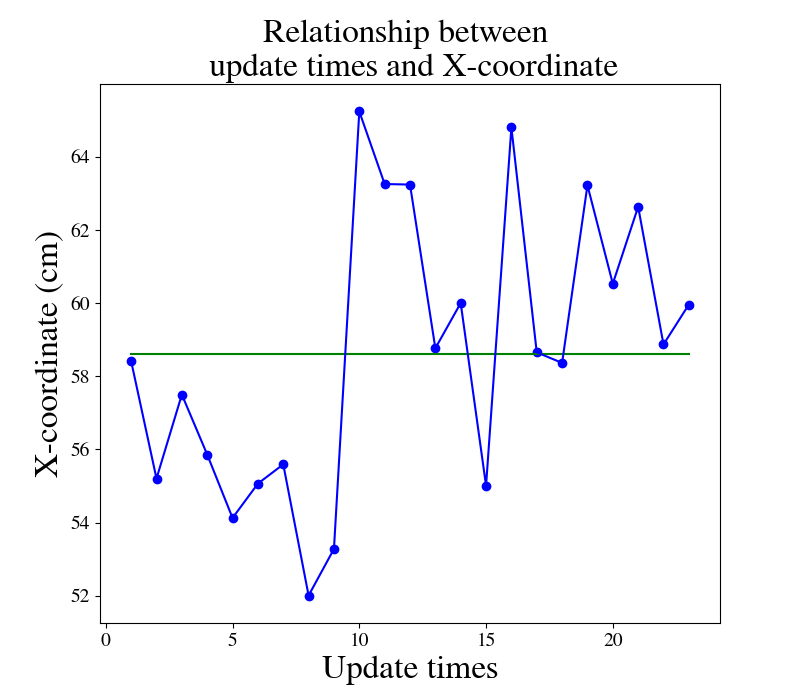 Relationship between
update times and X-coordinate
X-coordinate (cm)
64
62
60
58
56
54
52
0 5 10 15 20
Update times